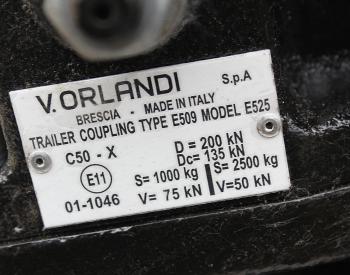 V.ORLANDI S.p.A
BRESCIA - MADE IN ITALY
TRAILER COUPLING TYPE E509 MODEL E525
C50 - X D = 200 kN
Dc= 135 kN
E11 S= 1000 kg S= 2500 kg
01-1046 V= 75 kN V=50 kN